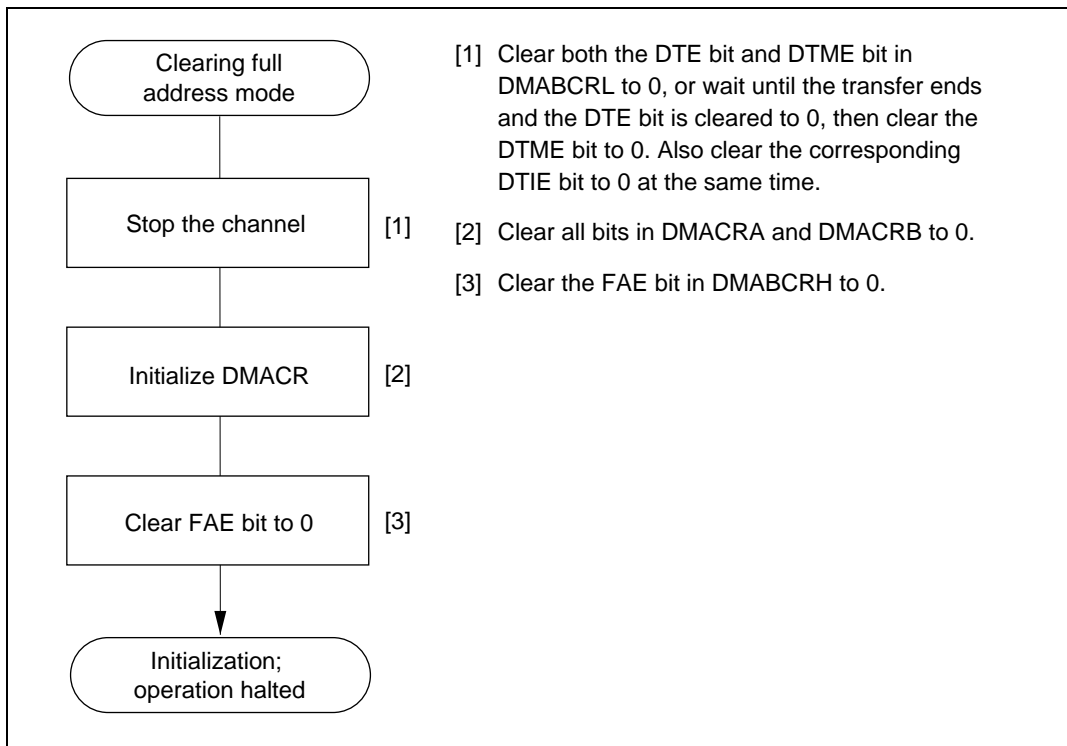 Clearing full
address mode
Stop the channel [1]
Initialize DMACR [2]
Clear FAE bit to 0 [3]
Initialization;
operation halted
[1] Clear both the DTE bit and DTME bit in
DMABCRL to 0, or wait until the transfer ends
and the DTE bit is cleared to 0, then clear the
DTME bit to 0. Also clear the corresponding
DTIE bit to 0 at the same time.
[2] Clear all bits in DMACRA and DMACRB to 0.
[3] Clear the FAE bit in DMABCRH to 0.